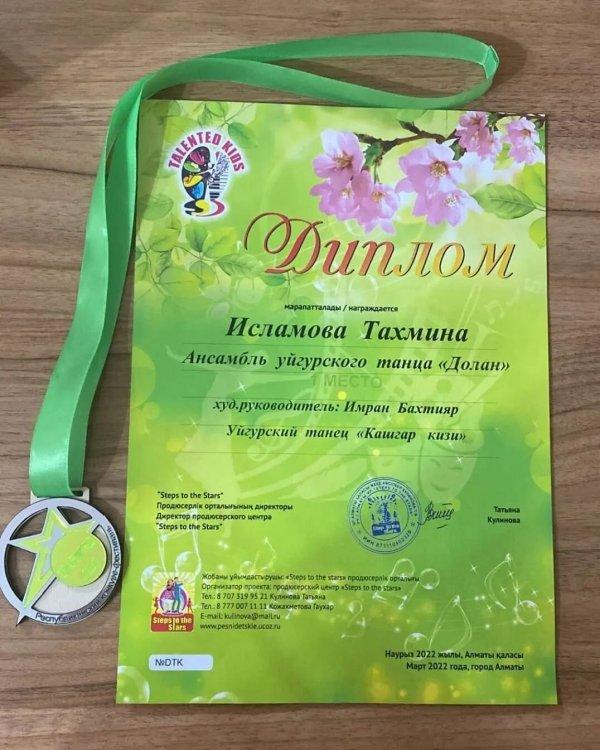 TALENTED KIDS
Диплом
марапатталады / награждается
Исламова Тахмина
Ансамбль уйгурского танца «Долан»
1 МЕСТО
худ.руководитель: Имран Бахтияр
Уйгурский танец «Кашгар кизи»
"Steps to the Stars"
Продюсерлік орталығының директоры
Директор продюсерского центра
"Steps to the Stars"
Steps to the Stars
Татьяна
Кулинова
Жобаны ұйымдастырушы: «Steps to the stars» продюсерлік орталығы
Организатор проекта: продюсерский центр «Steps to the stars»
Тел.: 8 707 319 95 21 Кулинова Татьяна
Тел.: 8 777 007 11 11 Кожахметова Гаухар
E-mail: kulinova@mail.ru
www.pesnidetskie.ucoz.ru
Steps to the
Stars
№DTK
Наурыз 2022 жылы, Алматы қаласы
Март 2022 года, город Алматы